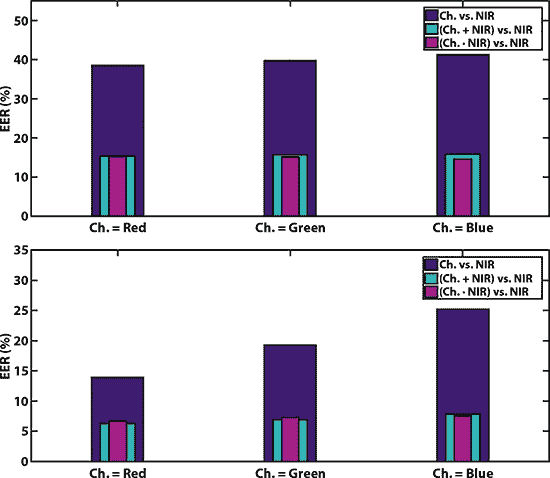 50
40
30
20
10
0
EER (%)
Ch. vs. NIR
(Ch. + NIR) vs. NIR
(Ch. · NIR) vs. NIR
Ch. = Red
Ch. = Green
Ch. = Blue
35
30
25
20
15
10
5
0
EER (%)
Ch. vs. NIR
(Ch. + NIR) vs. NIR
(Ch. · NIR) vs. NIR
Ch. = Red
Ch. = Green
Ch. = Blue